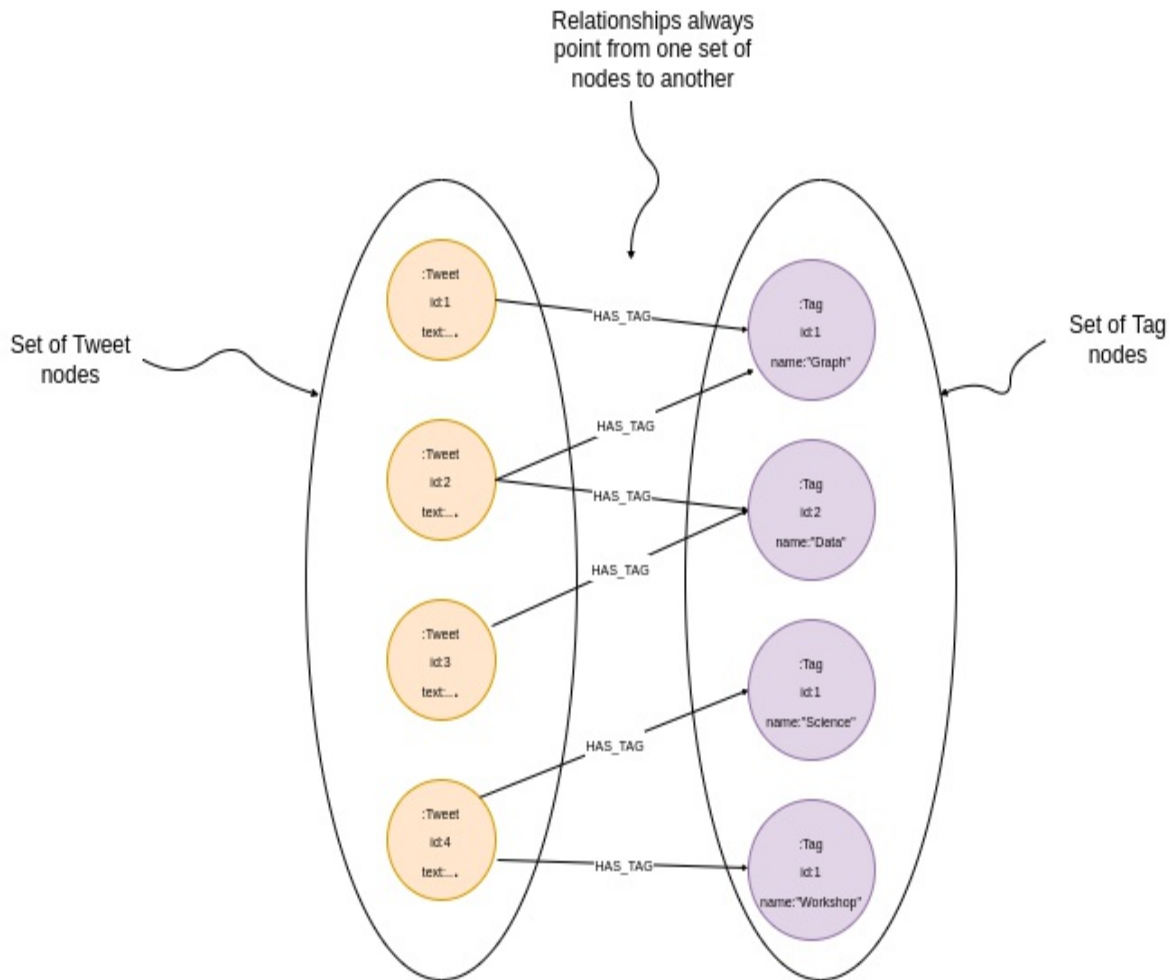 Relationships always
point from one set of
nodes to another
Set of Tweet
nodes
Set of Tag
nodes
:Tweet
id:1
text:...
:Tweet
id:2
text:...
:Tweet
id:3
text:...
:Tweet
id:4
text:...
HAS_TAG
HAS_TAG
HAS_TAG
HAS_TAG
HAS_TAG
HAS_TAG
:Tag
id:1
name:"Graph"
:Tag
id:2
name:"Data"
:Tag
id:1
name:"Science"
:Tag
id:1
name:"Workshop"